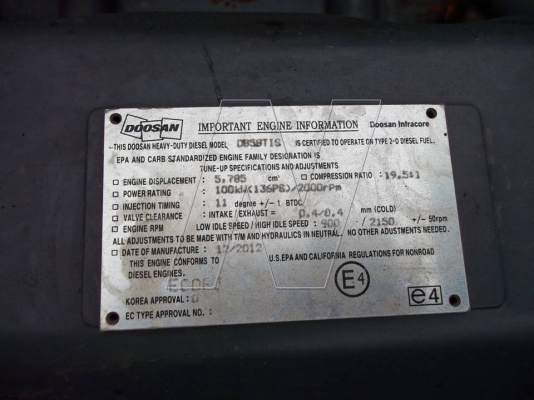 DOOSAN IMPORTANT ENGINE INFORMATION Doosan Infracore
THIS DOOSAN HEAVY-DUTY DIESEL MODEL DB58TIS IS CERTIFIED TO OPERATE ON TYPE 2-D DIESEL FUEL.
EPA AND CARB STANDARDIZED ENGINE FAMILY DESIGNATION IS
TUNE-UP SPECIFICATIONS AND ADJUSTMENTS
ENGINE DISPLACEMENT : 5,785 cm³ COMPRESSION RATIO : 19.5:1
POWER RATING : 100kW(136PS)/2000rpm
INJECTION TIMING : 11 degree +/- 1 BTDC
VALVE CLEARANCE : INTAKE / EXHAUST = 0.4/0.4 mm (COLD)
ENGINE RPM LOW IDLE SPEED / HIGH IDLE SPEED : 900 / 2150 +/- 50rpm
ALL ADJUSTMENTS TO BE MADE WITH T/M AND HYDRAULICS IN NEUTRAL. NO OTHER ADJUSTMENTS NEEDED.
DATE OF MANUFACTURE : /2012
THIS ENGINE CONFORMS TO U.S.EPA AND CALIFORNIA REGULATIONS FOR NONROAD
DIESEL ENGINES.
KOREA APPROVAL : 0
EC TYPE APPROVAL NO. :
E4
e4